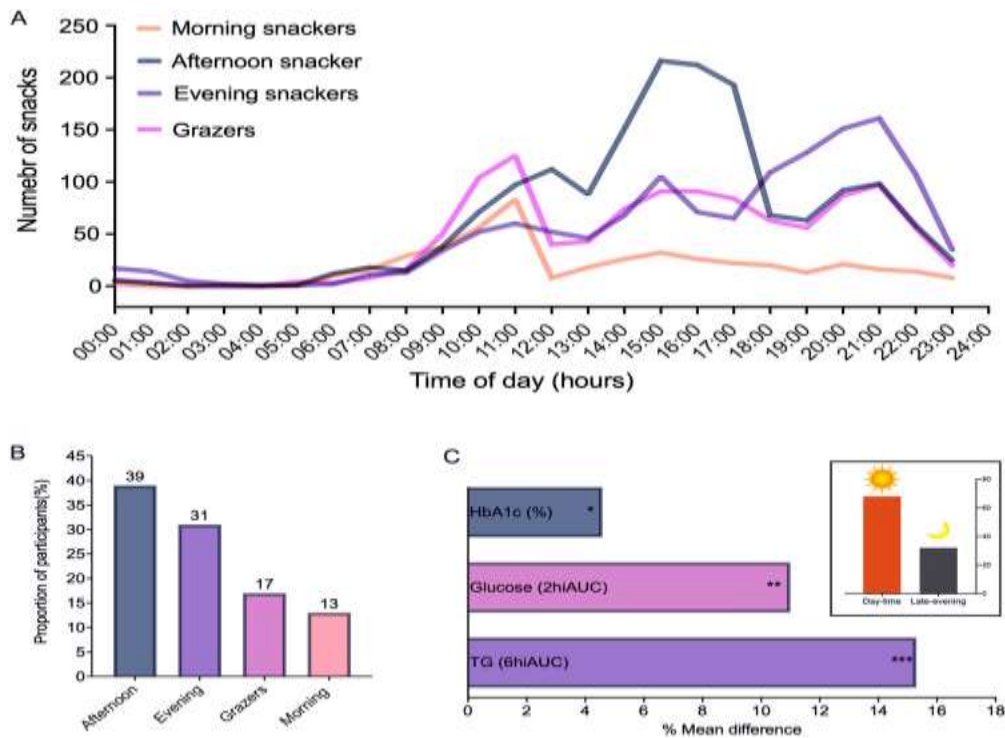 A
250
200
150
100
50
0
Numebr of snacks
Morning snackers
Afternoon snacker
Evening snackers
Grazers
00:00 01:00 02:00 03:00 04:00 05:00 06:00 07:00 08:00 09:00 10:00 11:00 12:00 13:00 14:00 15:00 16:00 17:00 18:00 19:00 20:00 21:00 22:00 23:00 24:00
Time of day (hours)
B
45
40
35
30
25
20
15
10
5
0
Proportion of participants(%)
39
31
17
13
Afternoon Evening Grazers Morning
C
HbA1c (%) *
Glucose (2hiAUC) **
TG (6hiAUC) ***
0 2 4 6 8 10 12 14 16 18
% Mean difference
80
60
40
20
0
Day-time Late-evening